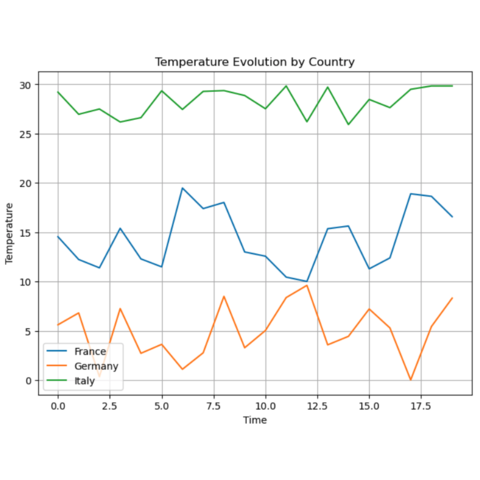 Temperature Evolution by Country
30
25
20
15
10
5
0
Temperature
France
Germany
Italy
0.0 2.5 5.0 7.5 10.0 12.5 15.0 17.5
Time